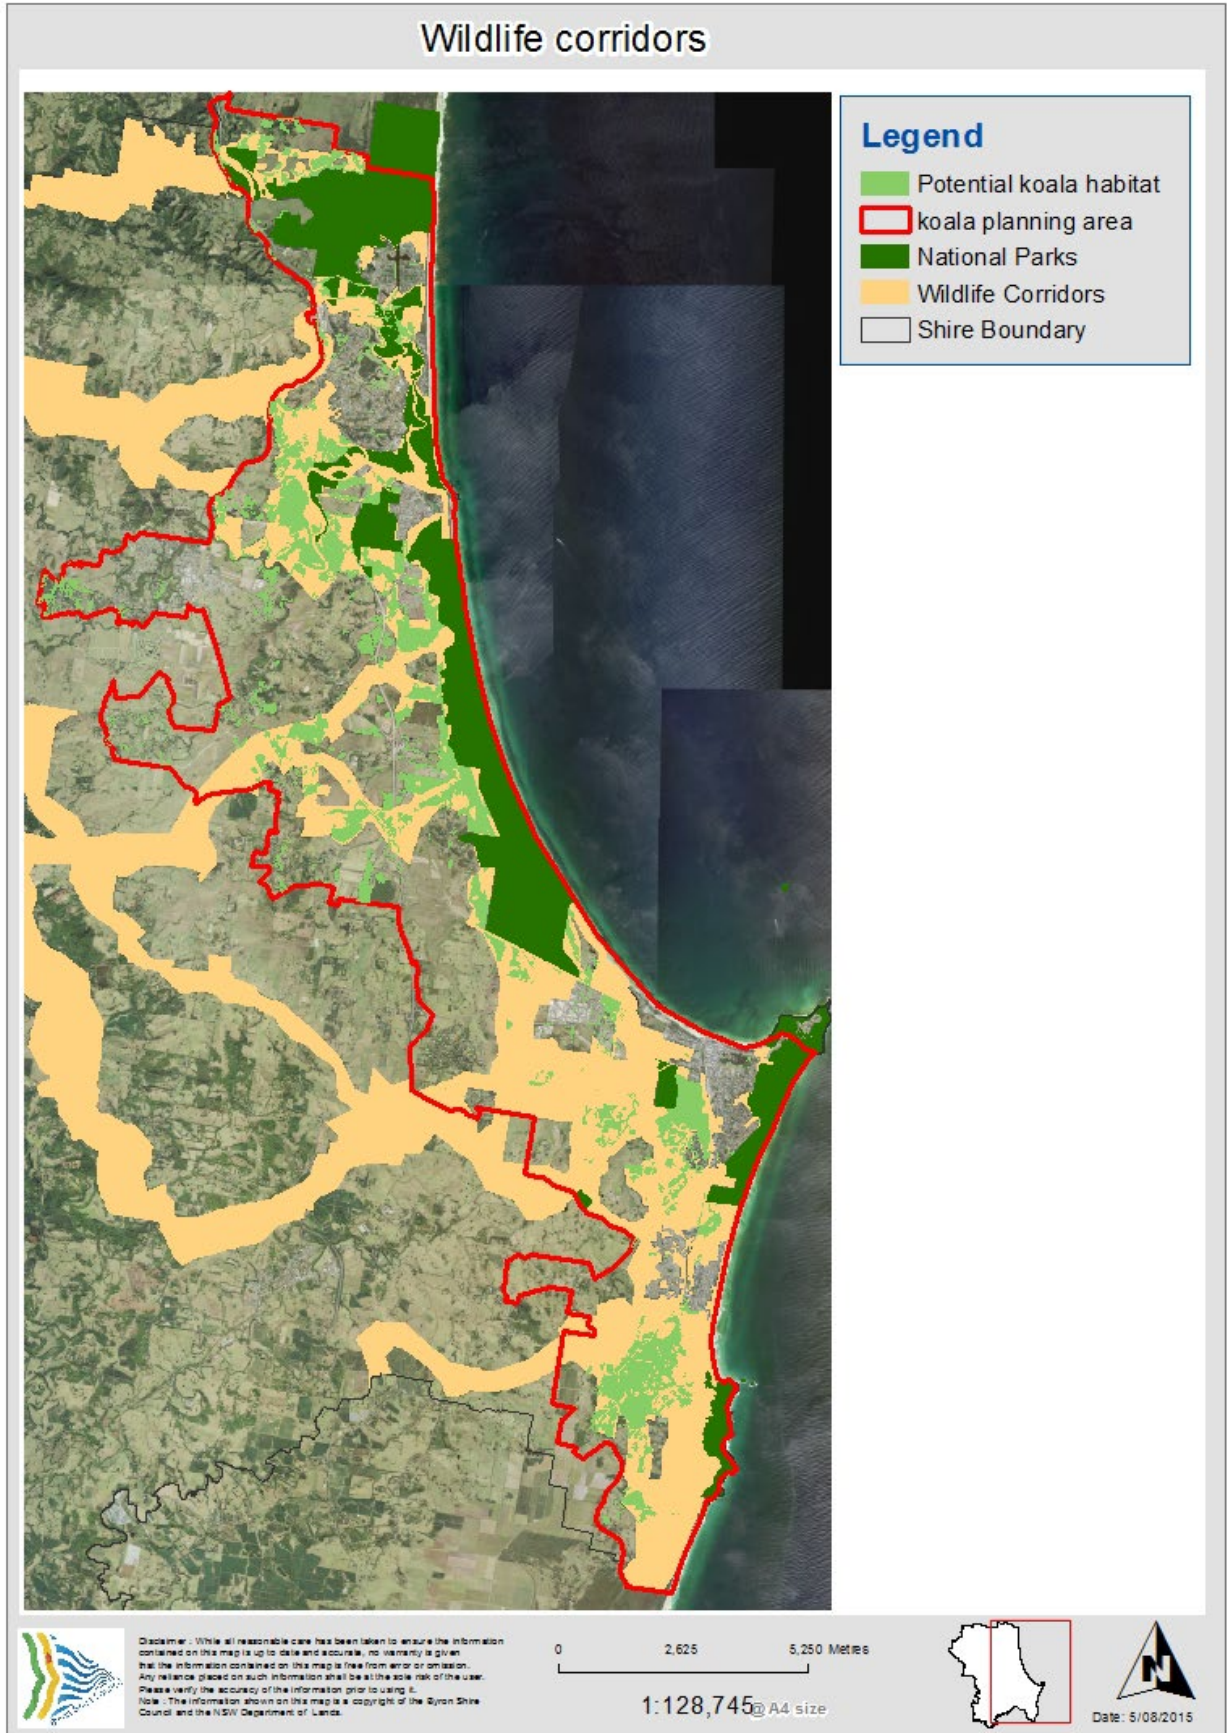 Wildlife corridors
Legend
Potential koala habitat
koala planning area
National Parks
Wildlife Corridors
Shire Boundary
Disclaimer : While all reasonable care has been taken to ensure the information
contained on this map is up to date and accurate, no warranty is given
that the information contained on this map is free from error or omission.
Any reliance placed on such information shall be at the sole risk of the user.
Please verify the accuracy of the information prior to using it.
Note : The information shown on this map is a copyright of the Byron Shire
Council and the NSW Department of Lands.
0 2,625 5,250 Metres
1:128,745@ A4 size
N
Date: 5/08/2015